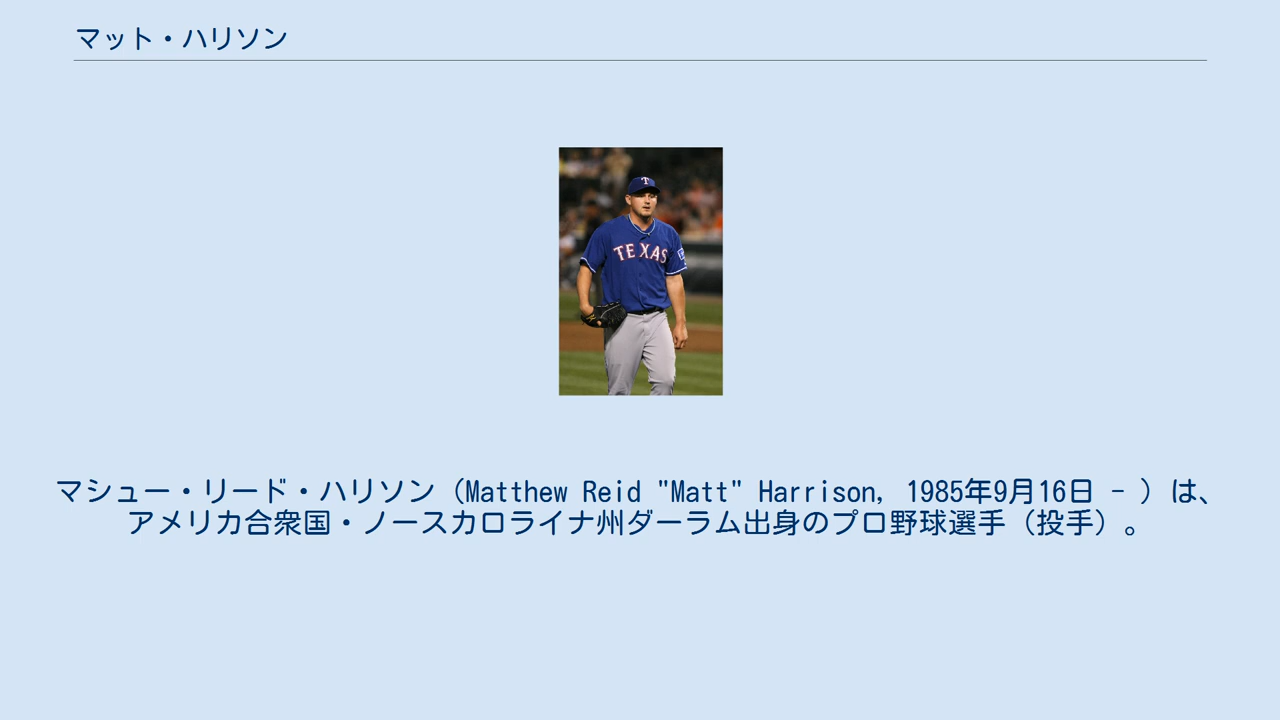 マット・ハリソン
T
TEXAS
マシュー・リード・ハリソン（Matthew Reid "Matt" Harrison, 1985年9月16日 - ）は、
アメリカ合衆国・ノースカロライナ州ダーラム出身のプロ野球選手（投手）。